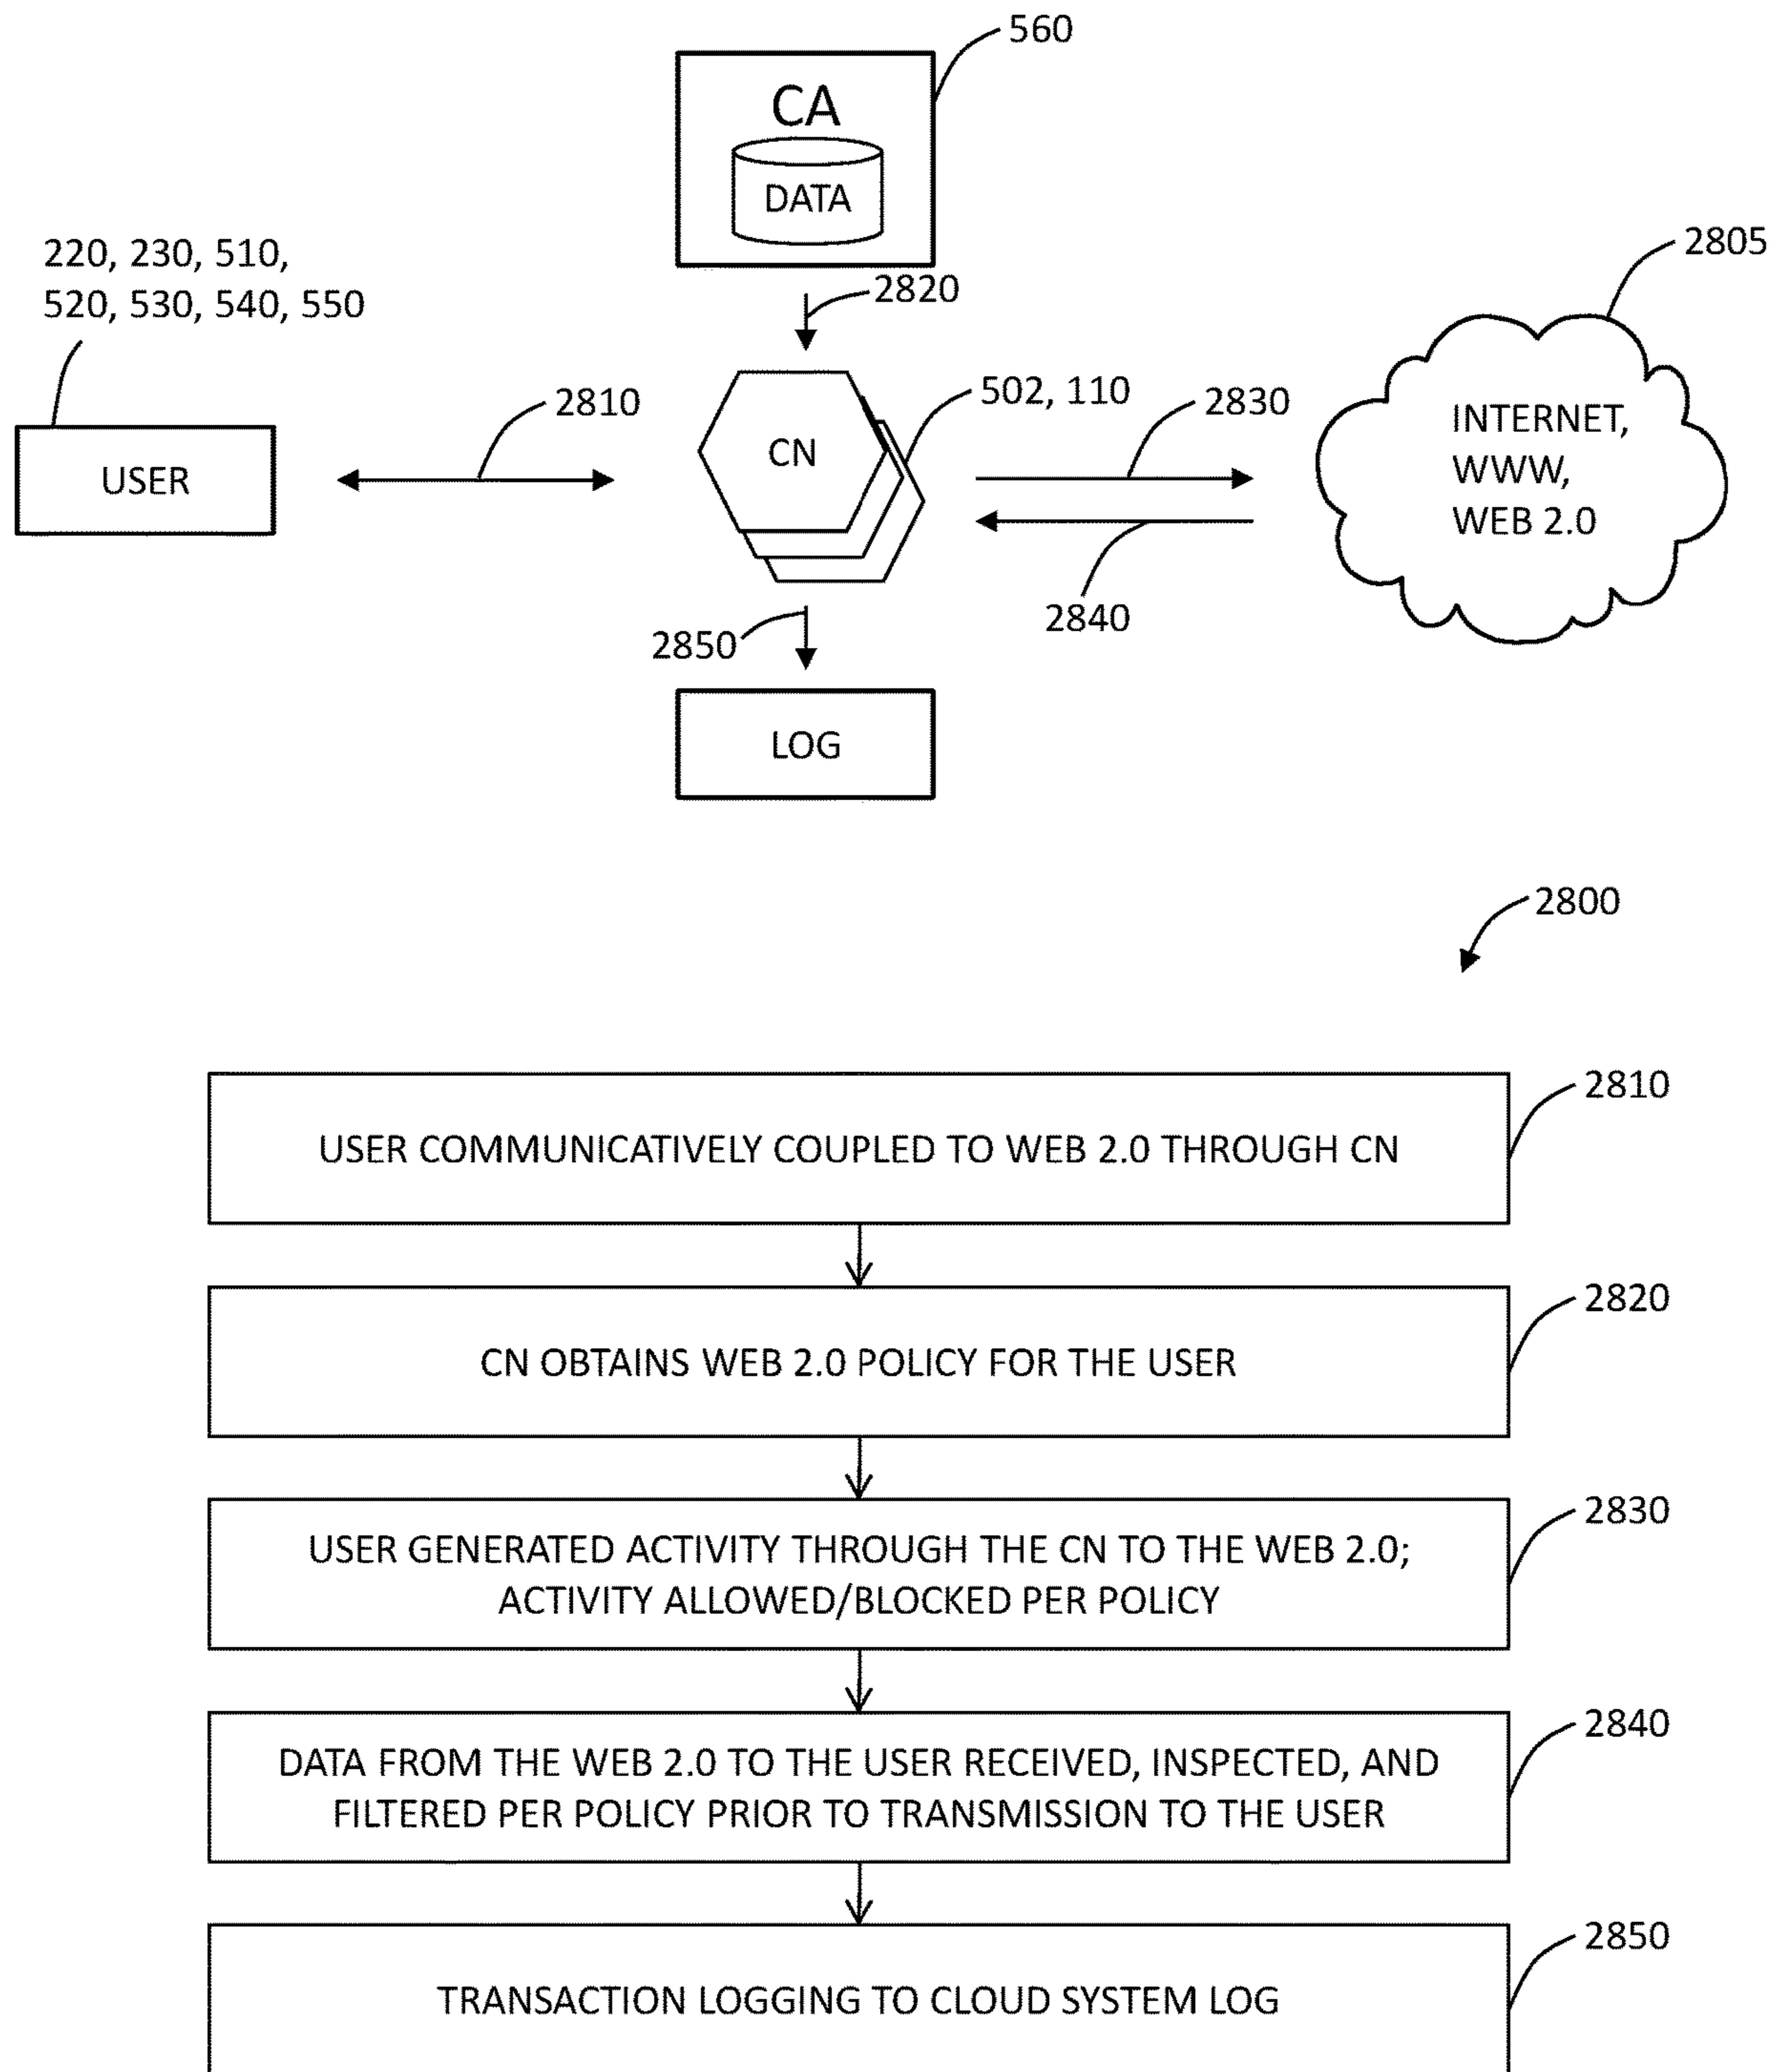 560
CA
DATA
2820
220, 230, 510,
520, 530, 540, 550
2805
2810
502, 110
2830
INTERNET,
WWW,
WEB 2.0
USER
CN
2840
2850
LOG
2800
2810
USER COMMUNICATIVELY COUPLED TO WEB 2.0 THROUGH CN
2820
CN OBTAINS WEB 2.0 POLICY FOR THE USER
2830
USER GENERATED ACTIVITY THROUGH THE CN TO THE WEB 2.0;
ACTIVITY ALLOWED/BLOCKED PER POLICY
2840
DATA FROM THE WEB 2.0 TO THE USER RECEIVED, INSPECTED, AND
FILTERED PER POLICY PRIOR TO TRANSMISSION TO THE USER
2850
TRANSACTION LOGGING TO CLOUD SYSTEM LOG